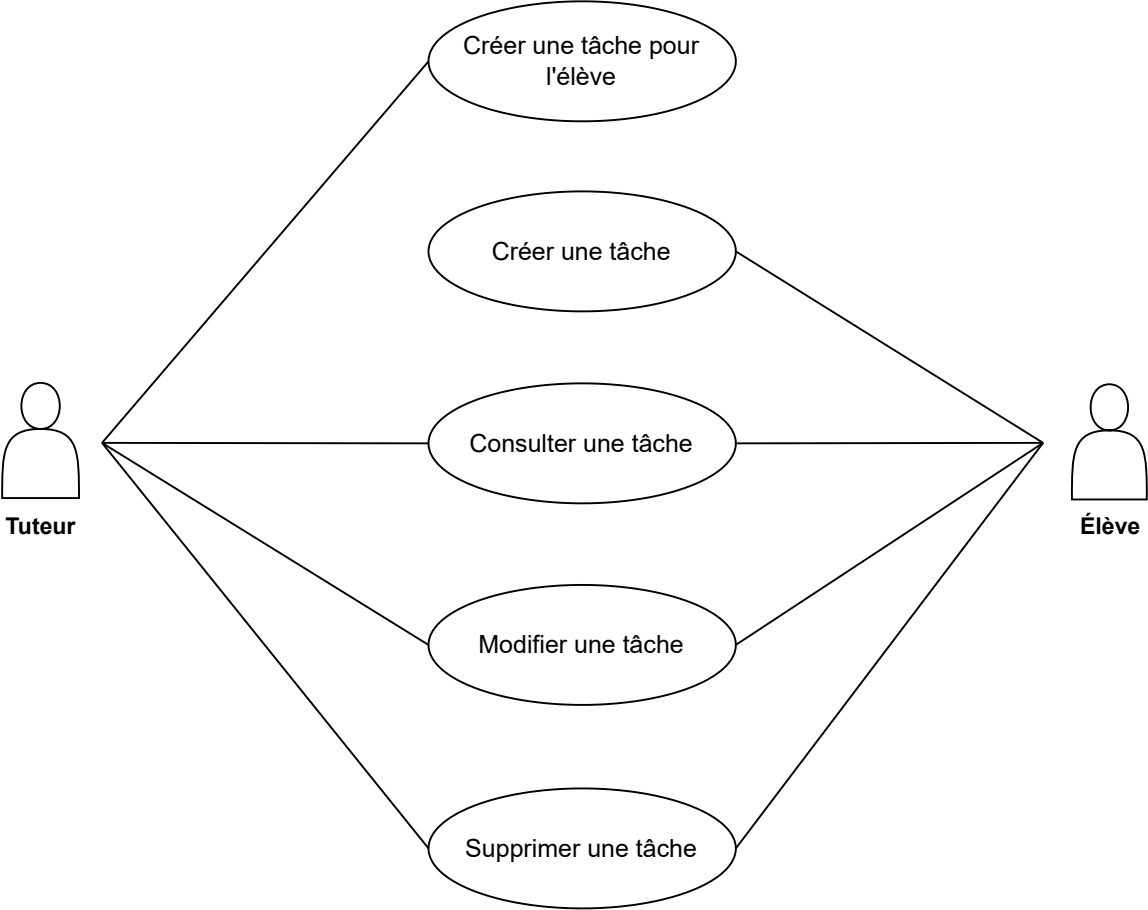 Créer une tâche pour
l'élève
Créer une tâche
Consulter une tâche
Tuteur
Élève
Modifier une tâche
Supprimer une tâche